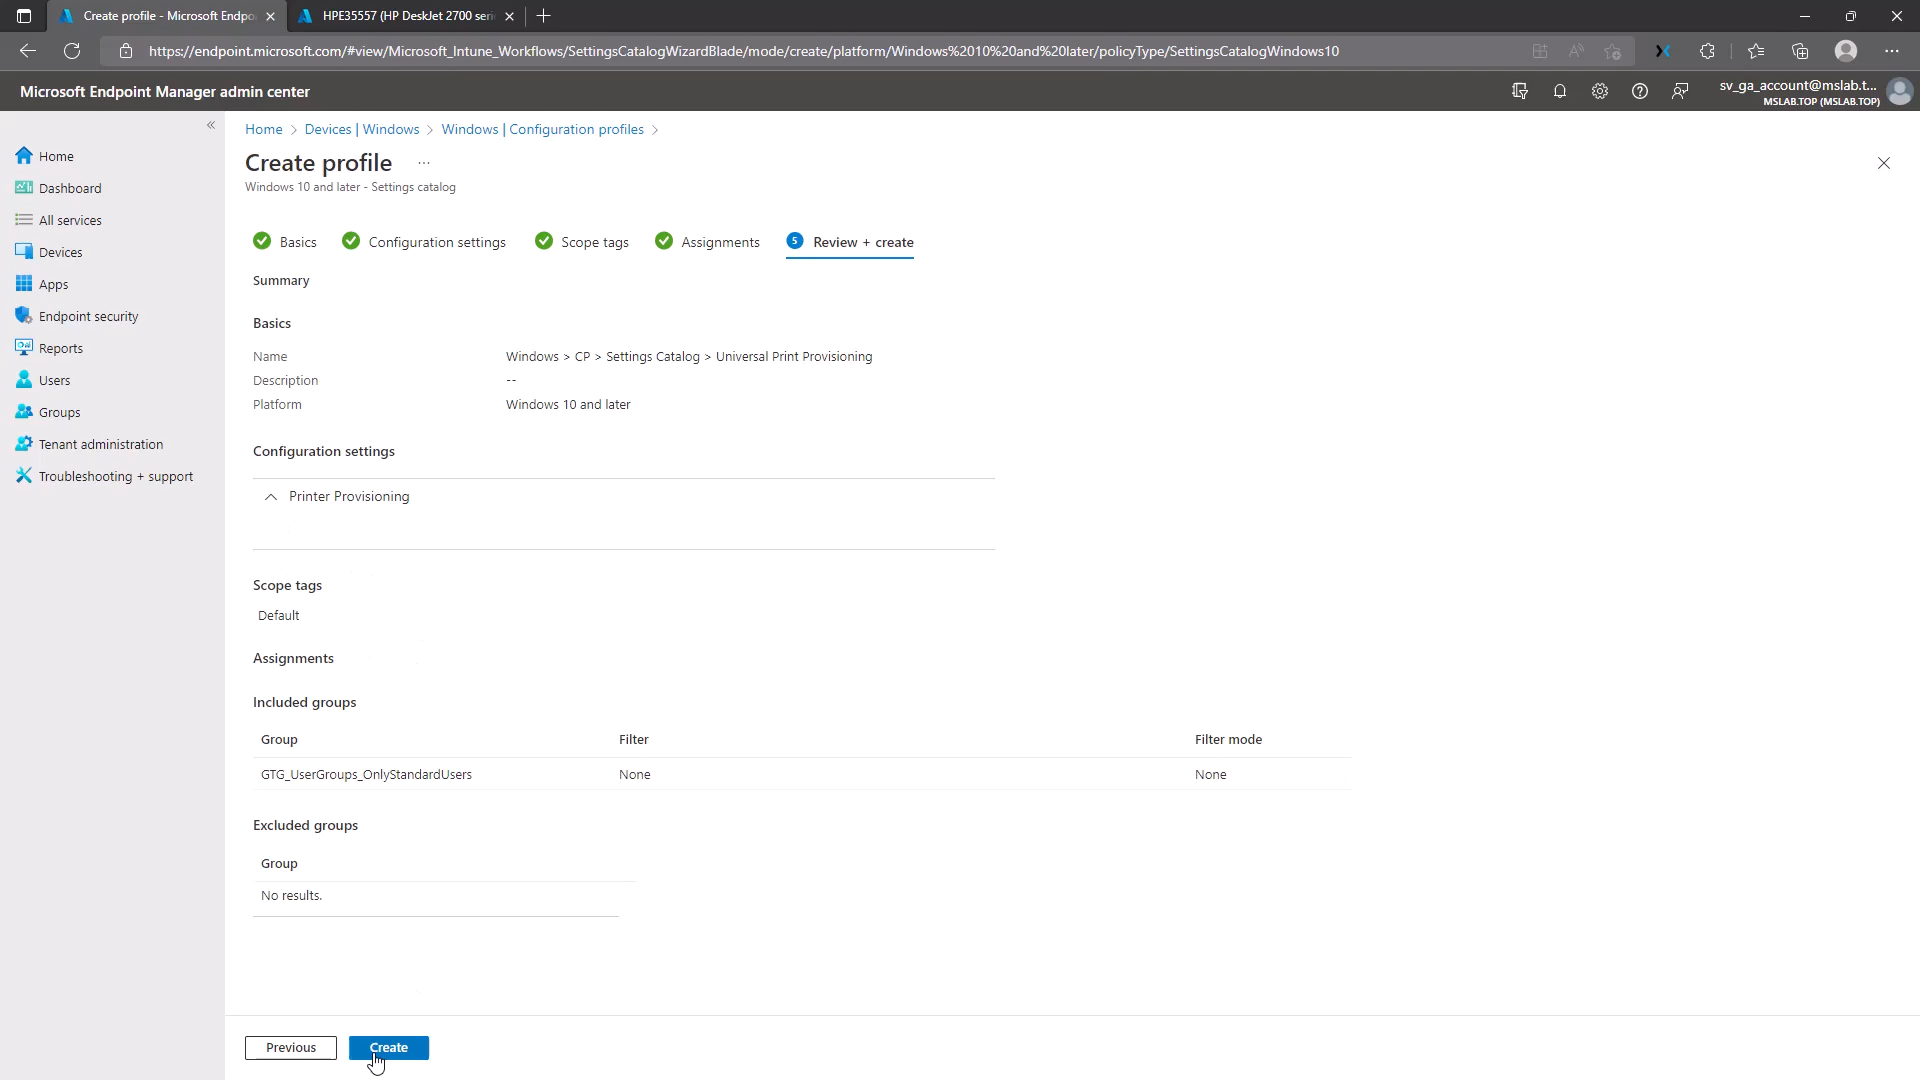 Create profile - Microsoft Endpo
HPE35557 (HP DeskJet 2700 seri
https://endpoint.microsoft.com/#view/Microsoft_Intune_Workflows/SettingsCatalogWizardBlade/mode/create/platform/Windows%2010%20and%20later/policyType/SettingsCatalogWindows10
Microsoft Endpoint Manager admin center
sv_ga_account@mslab.t...
MSLAB.TOP (MSLAB.TOP)
Home
Dashboard
All services
Devices
Apps
Endpoint security
Reports
Users
Groups
Tenant administration
Troubleshooting + support
Home > Devices | Windows > Windows | Configuration profiles >
Create profile ...
Windows 10 and later - Settings catalog
Basics
Configuration settings
Scope tags
Assignments
5 Review + create
Summary
Basics
Name Windows > CP > Settings Catalog > Universal Print Provisioning
Description --
Platform Windows 10 and later
Configuration settings
Printer Provisioning
Scope tags
Default
Assignments
Included groups
Group Filter Filter mode
GTG_UserGroups_OnlyStandardUsers None None
Excluded groups
Group
No results.
Previous Create